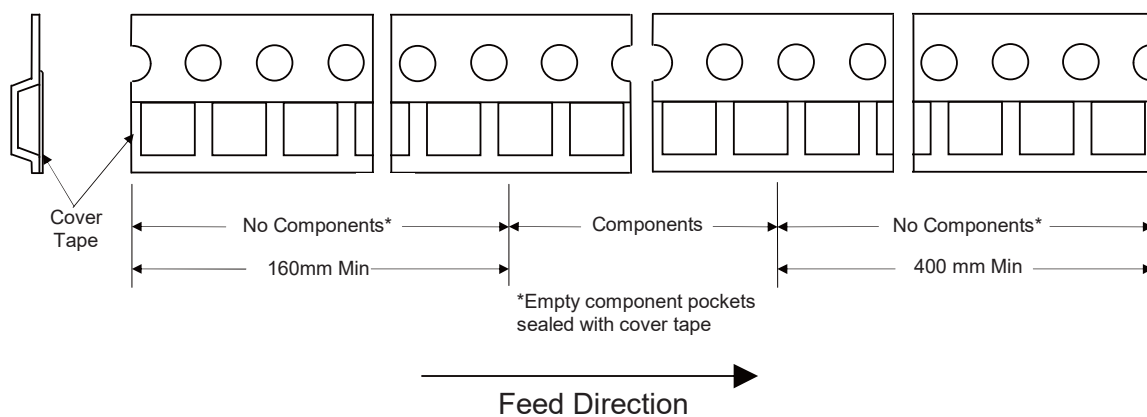 Cover
Tape
No Components*
Components
No Components*
160mm Min
400 mm Min
*Empty component pockets
sealed with cover tape
Feed Direction